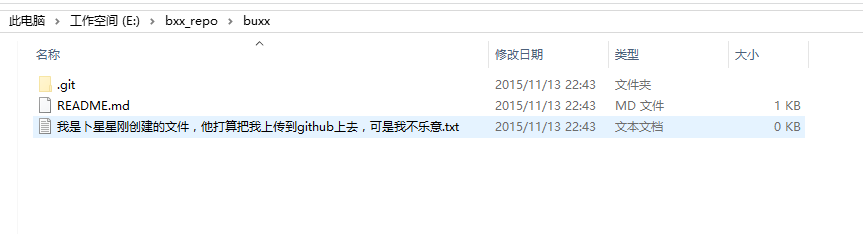 此电脑 > 工作空间 (E:) > bxx_repo > buxx
名称 修改日期 类型 大小
.git 2015/11/13 22:43 文件夹
README.md 2015/11/13 22:43 MD 文件 1 KB
我是卜星星刚创建的文件，他打算把我上传到github上去，可是我不乐意.txt 2015/11/13 22:43 文本文档 0 KB